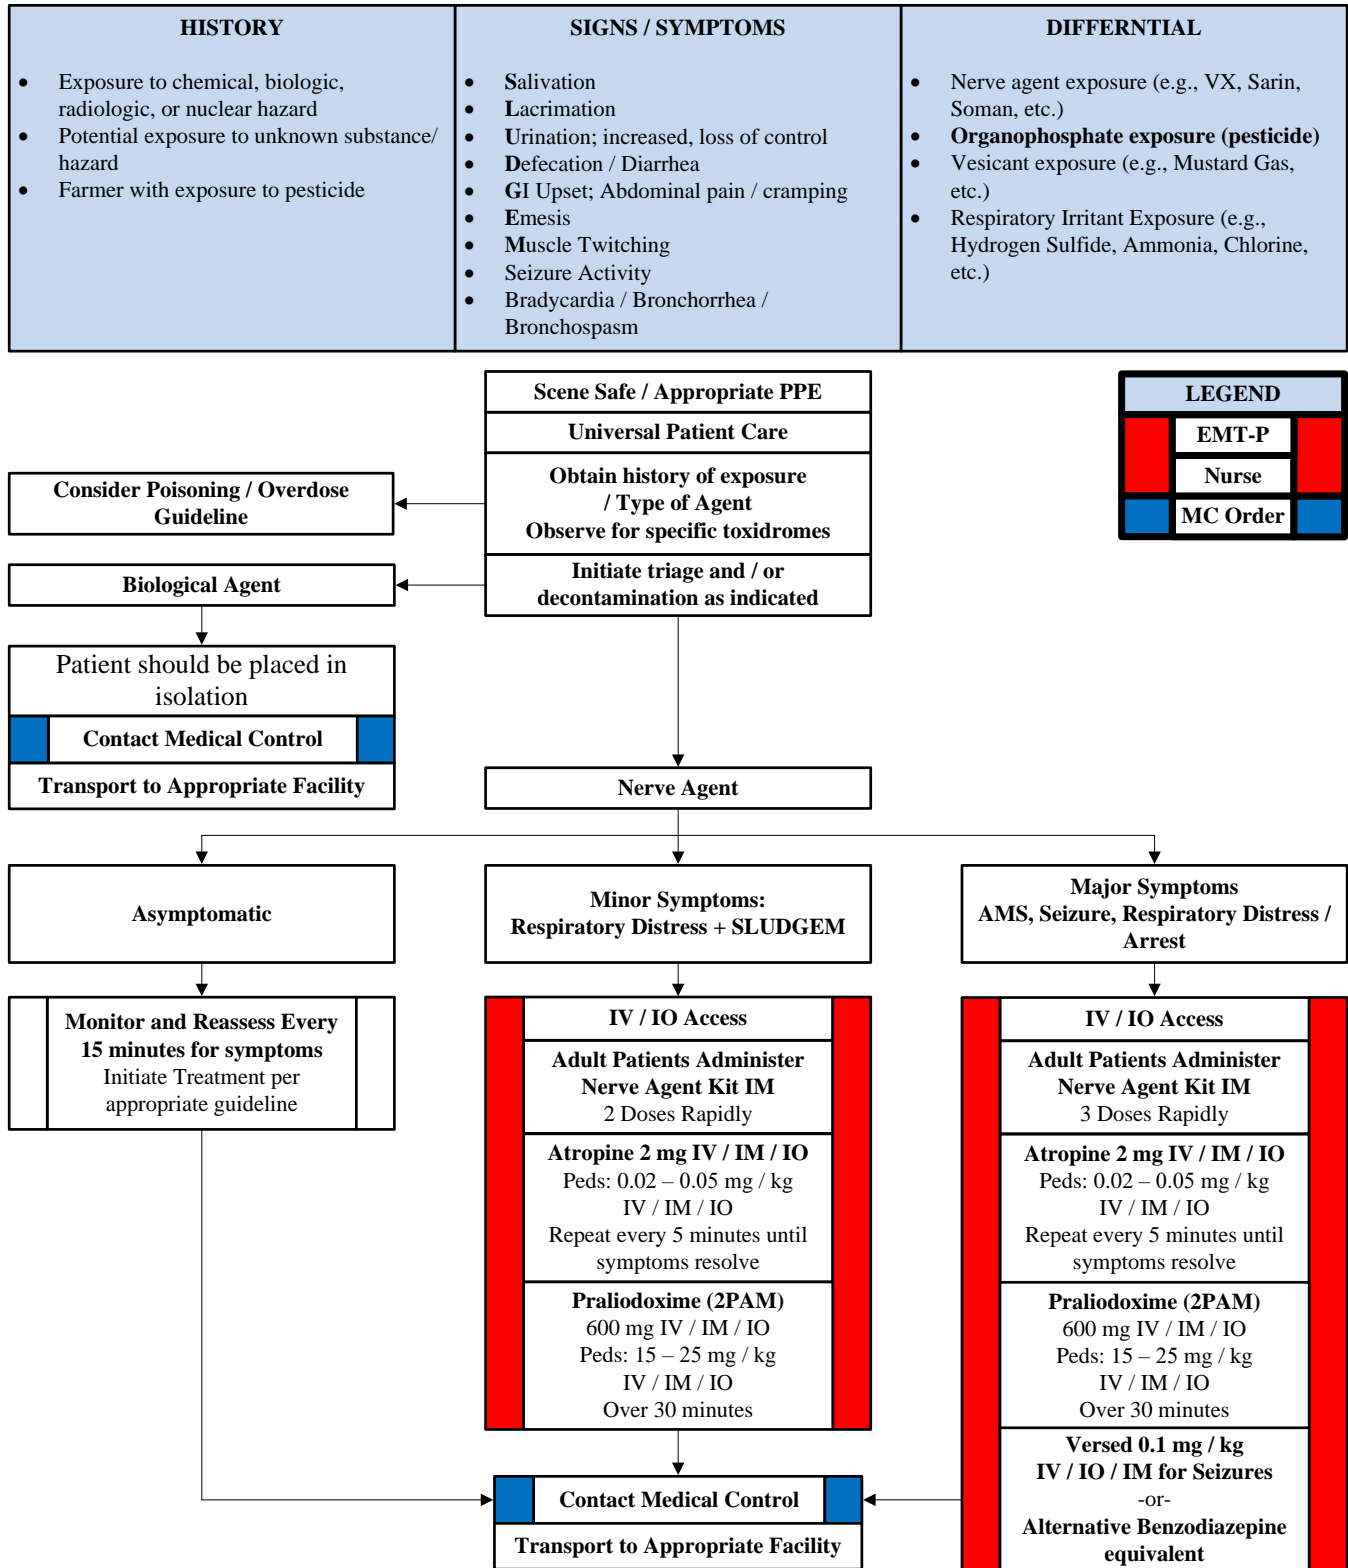 HISTORY
• Exposure to chemical, biologic,
radiologic, or nuclear hazard
• Potential exposure to unknown substance/
hazard
• Farmer with exposure to pesticide
SIGNS / SYMPTOMS
• Salivation
• Lacrimation
• Urination; increased, loss of control
• Defecation / Diarrhea
• GI Upset; Abdominal pain / cramping
• Emesis
• Muscle Twitching
• Seizure Activity
• Bradycardia / Bronchorrhea /
Bronchospasm
DIFFERNTIAL
• Nerve agent exposure (e.g., VX, Sarin,
Soman, etc.)
• Organophosphate exposure (pesticide)
• Vesicant exposure (e.g., Mustard Gas,
etc.)
• Respiratory Irritant Exposure (e.g.,
Hydrogen Sulfide, Ammonia, Chlorine,
etc.)
Scene Safe / Appropriate PPE
Universal Patient Care
Obtain history of exposure
/ Type of Agent
Observe for specific toxidromes
Initiate triage and / or
decontamination as indicated
LEGEND
EMT-P
Nurse
MC Order
Consider Poisoning / Overdose
Guideline
Biological Agent
Patient should be placed in
isolation
Contact Medical Control
Transport to Appropriate Facility
Nerve Agent
Asymptomatic
Monitor and Reassess Every
15 minutes for symptoms
Initiate Treatment per
appropriate guideline
Minor Symptoms:
Respiratory Distress + SLUDGEM
IV / IO Access
Adult Patients Administer
Nerve Agent Kit IM
2 Doses Rapidly
Atropine 2 mg IV / IM / IO
Peds: 0.02 – 0.05 mg / kg
IV / IM / IO
Repeat every 5 minutes until
symptoms resolve
Praliodoxime (2PAM)
600 mg IV / IM / IO
Peds: 15 – 25 mg / kg
IV / IM / IO
Over 30 minutes
Major Symptoms
AMS, Seizure, Respiratory Distress /
Arrest
IV / IO Access
Adult Patients Administer
Nerve Agent Kit IM
3 Doses Rapidly
Atropine 2 mg IV / IM / IO
Peds: 0.02 – 0.05 mg / kg
IV / IM / IO
Repeat every 5 minutes until
symptoms resolve
Praliodoxime (2PAM)
600 mg IV / IM / IO
Peds: 15 – 25 mg / kg
IV / IM / IO
Over 30 minutes
Versed 0.1 mg / kg
IV / IO / IM for Seizures
-or-
Alternative Benzodiazepine
equivalent
Contact Medical Control
Transport to Appropriate Facility